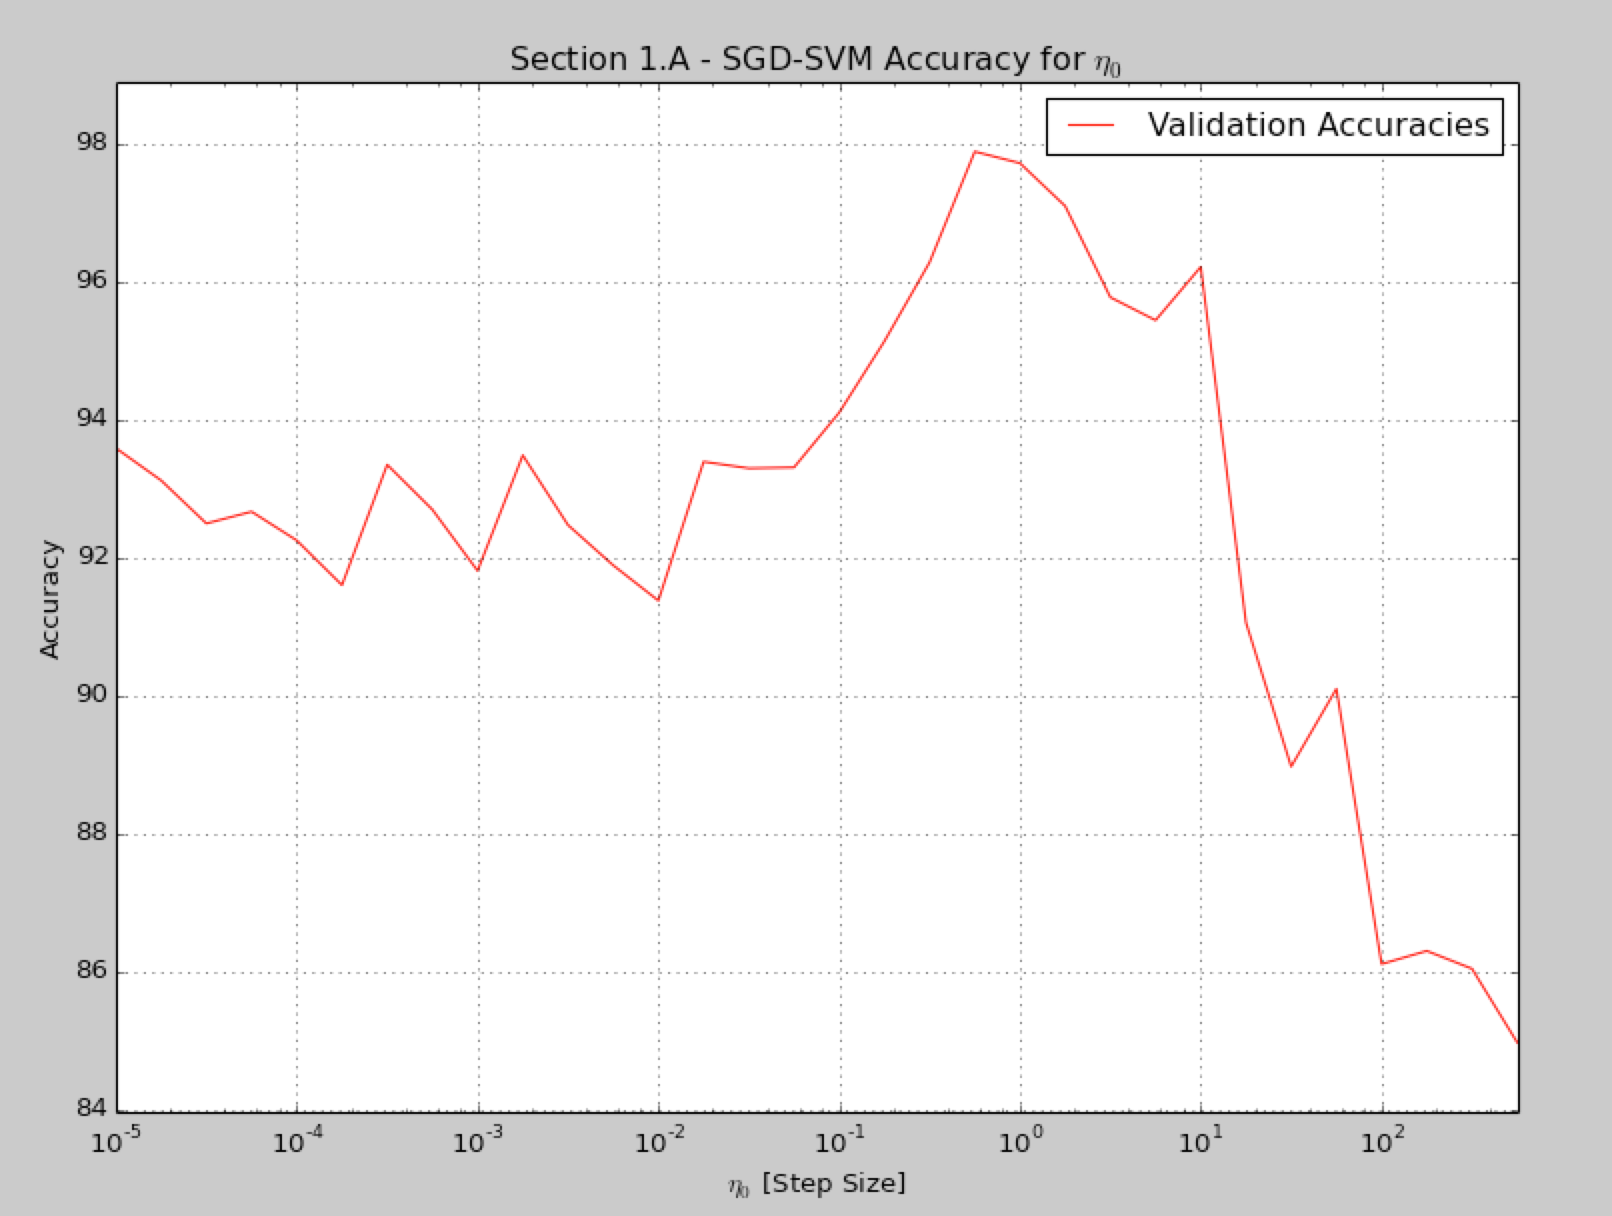 Section 1.A - SGD-SVM Accuracy for η₀
Validation Accuracies
98
96
94
92
90
88
86
84
Accuracy
10⁻⁵ 10⁻⁴ 10⁻³ 10⁻² 10⁻¹ 10⁰ 10¹ 10²
η₀ [Step Size]